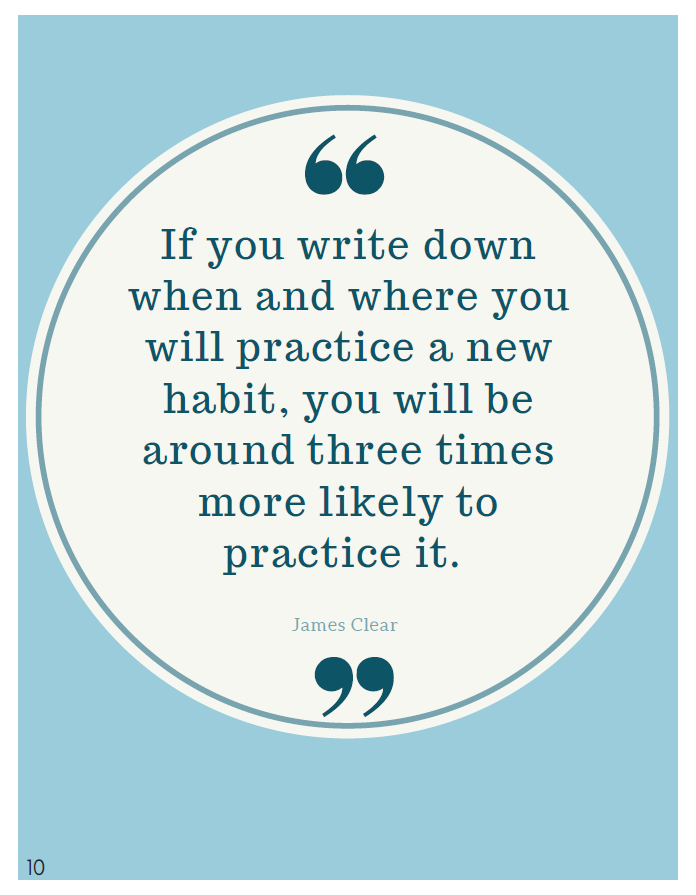 “
If you write down
when and where you
will practice a new
habit, you will be
around three times
more likely to
practice it.
James Clear
”
10